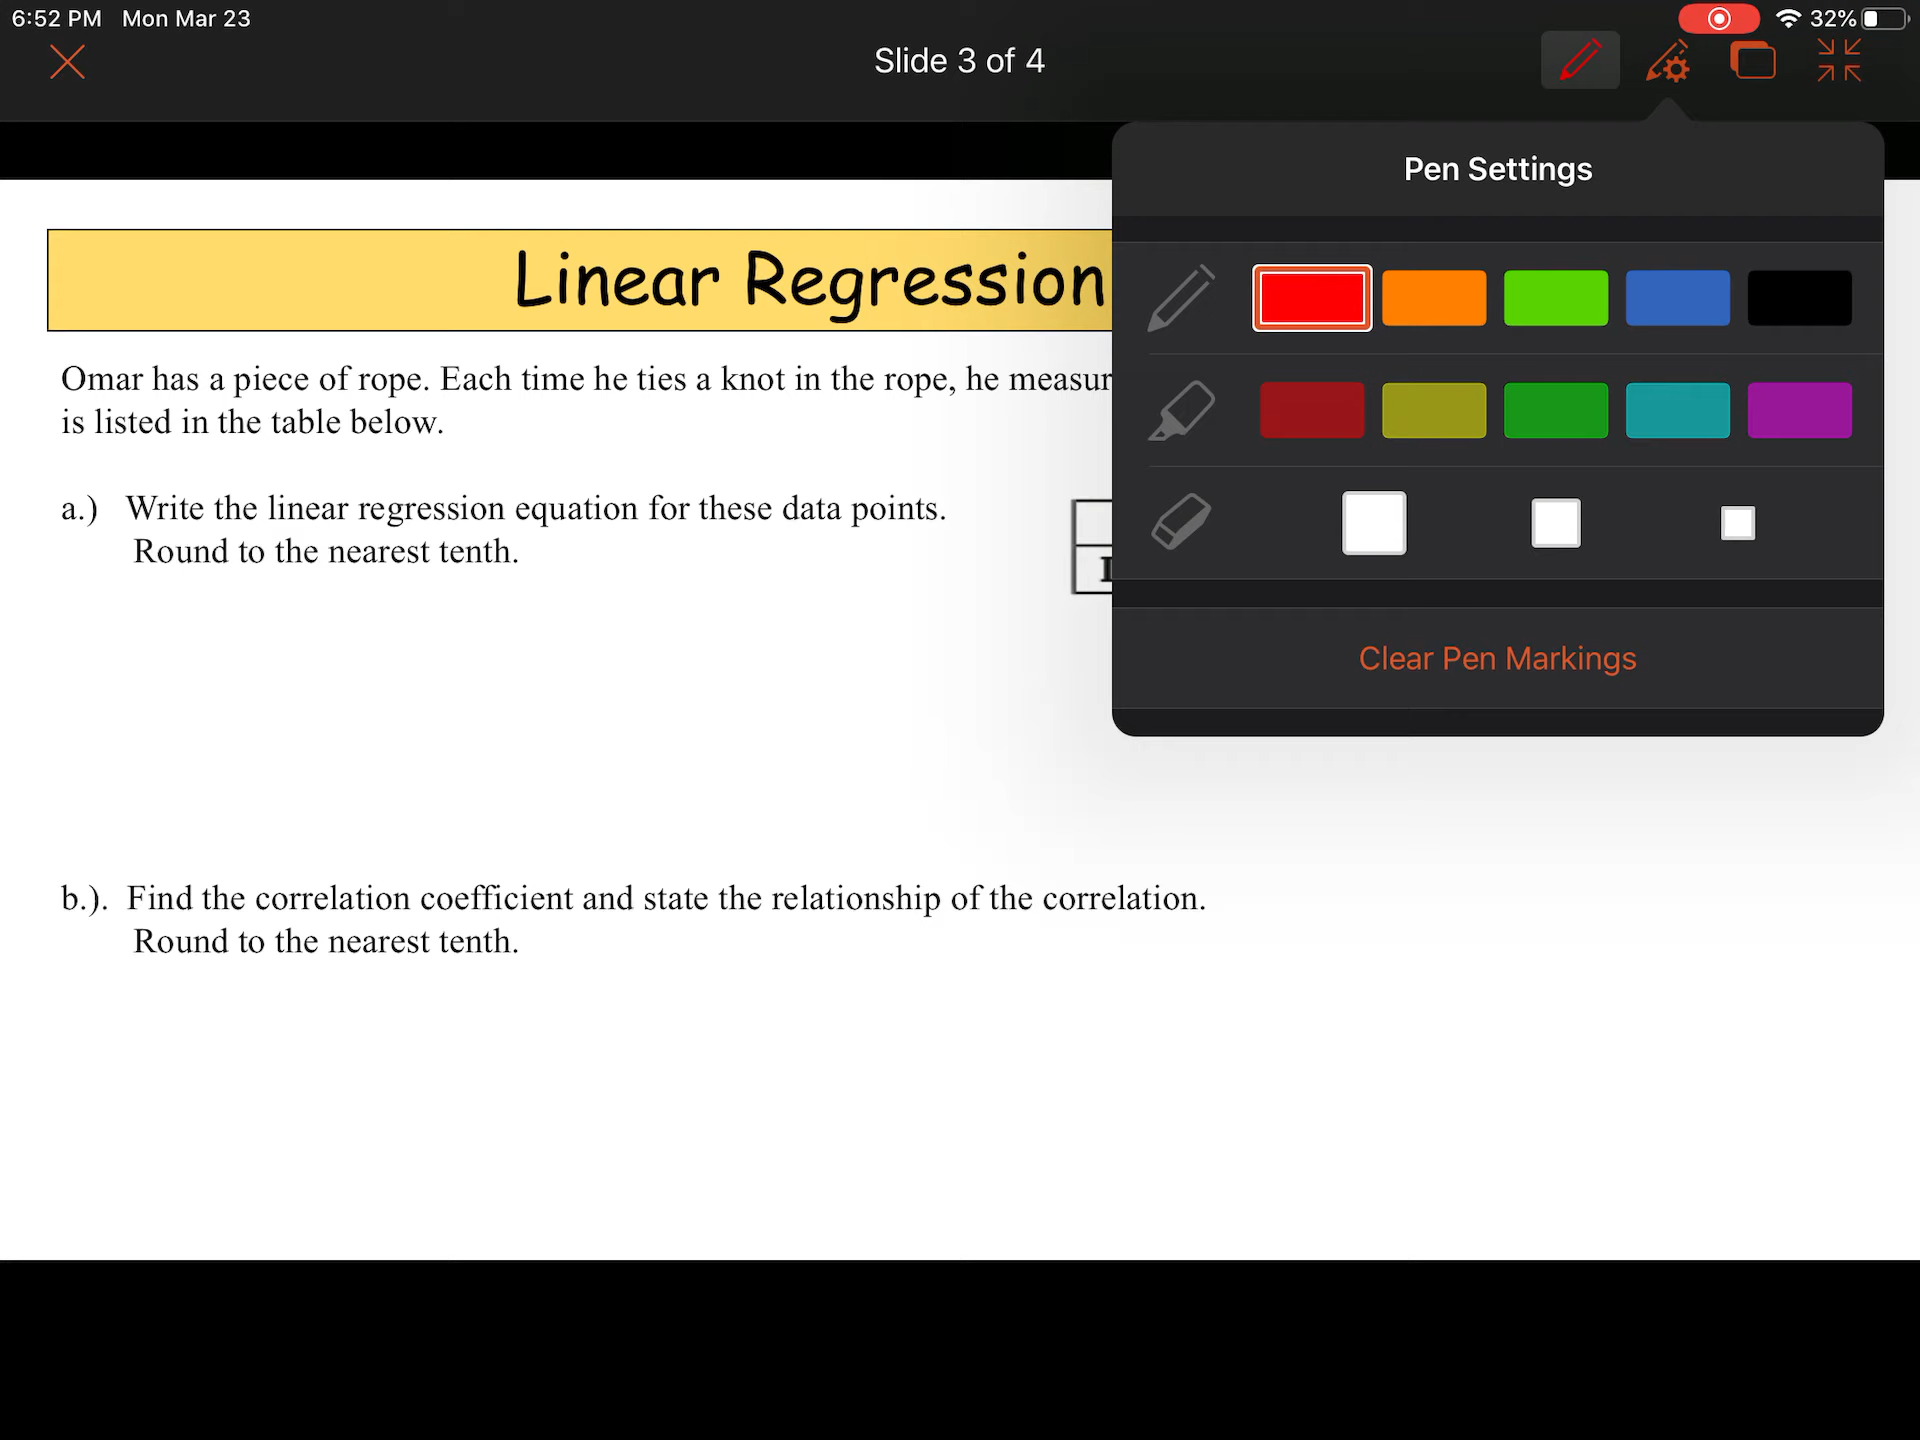 6:52 PM Mon Mar 23
32%
Slide 3 of 4
Pen Settings
Linear Regression
Omar has a piece of rope. Each time he ties a knot in the rope, he
is listed in the table below.
a.) Write the linear regression equation for these data points.
Round to the nearest tenth.
Clear Pen Markings
b.). Find the correlation coefficient and state the relationship of the correlation.
Round to the nearest tenth.